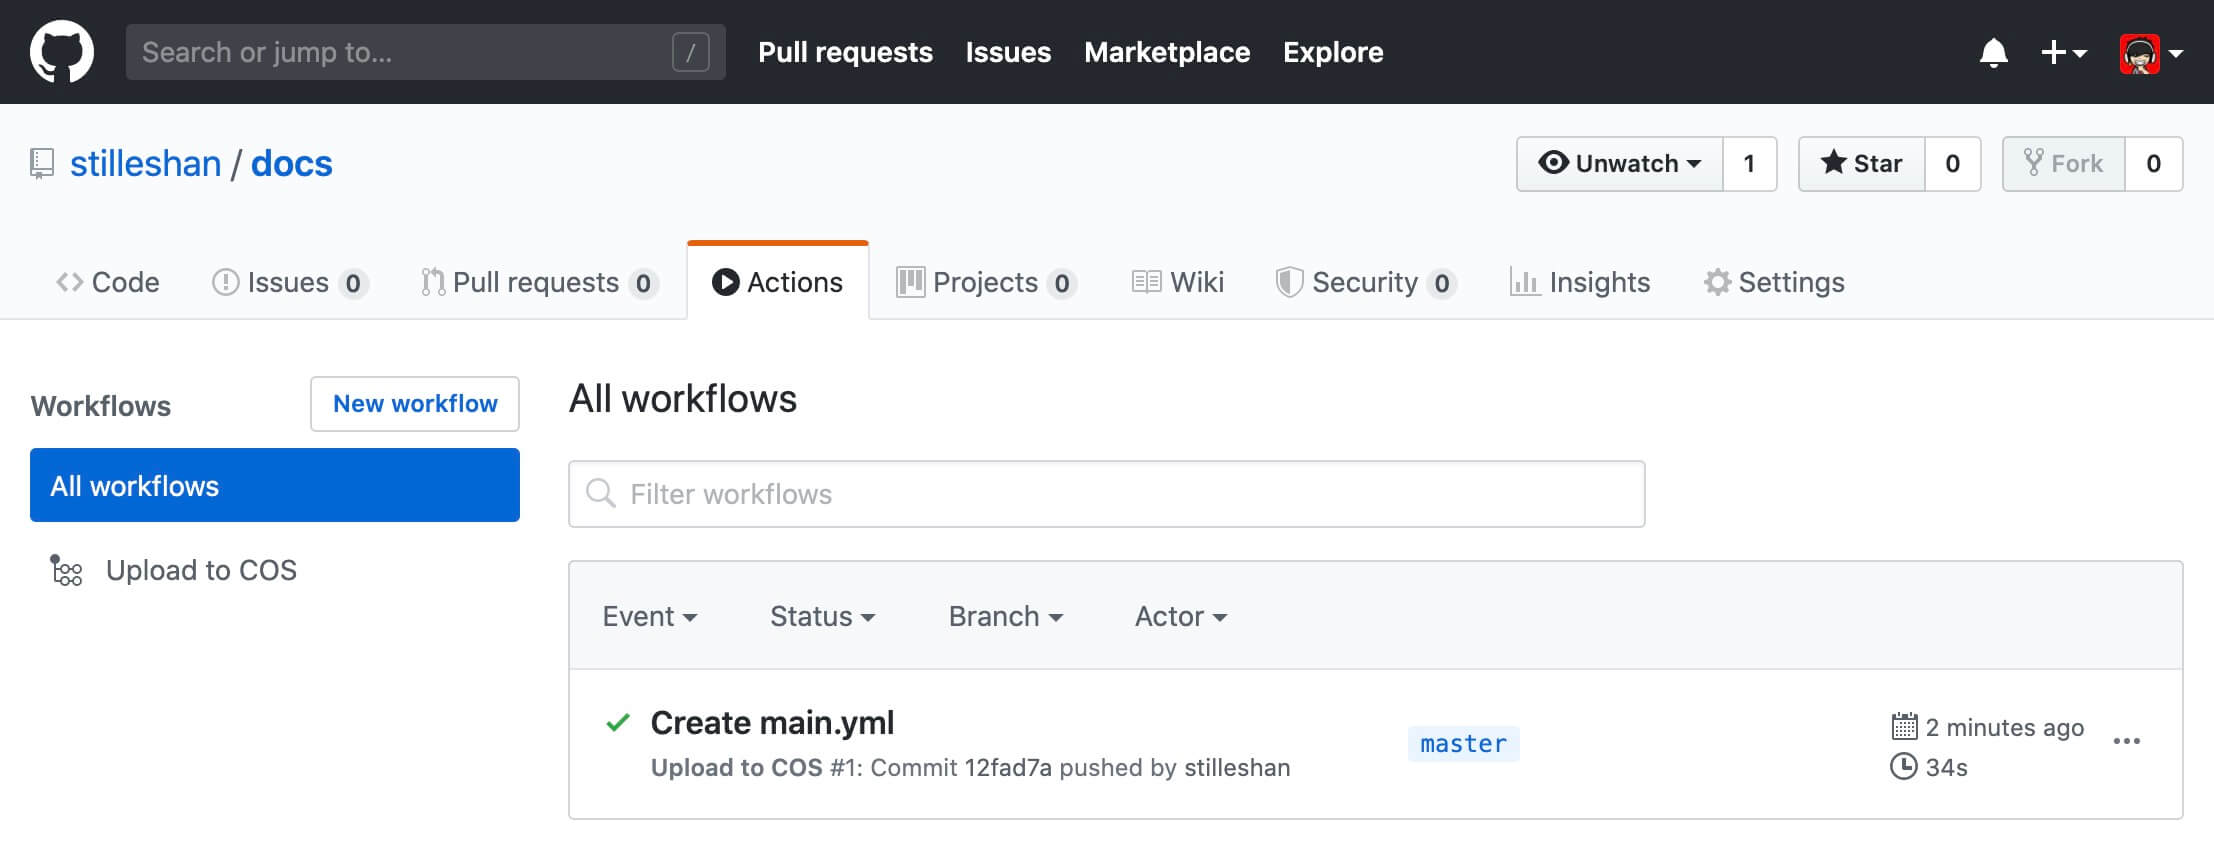 Search or jump to... / Pull requests Issues Marketplace Explore
stilleshan / docs Unwatch 1 Star 0 Fork 0
Code Issues 0 Pull requests 0 Actions Projects 0 Wiki Security 0 Insights Settings
Workflows New workflow
All workflows
Upload to COS
All workflows
Filter workflows
Event Status Branch Actor
Create main.yml
Upload to COS #1: Commit 12fad7a pushed by stilleshan
master
2 minutes ago
34s